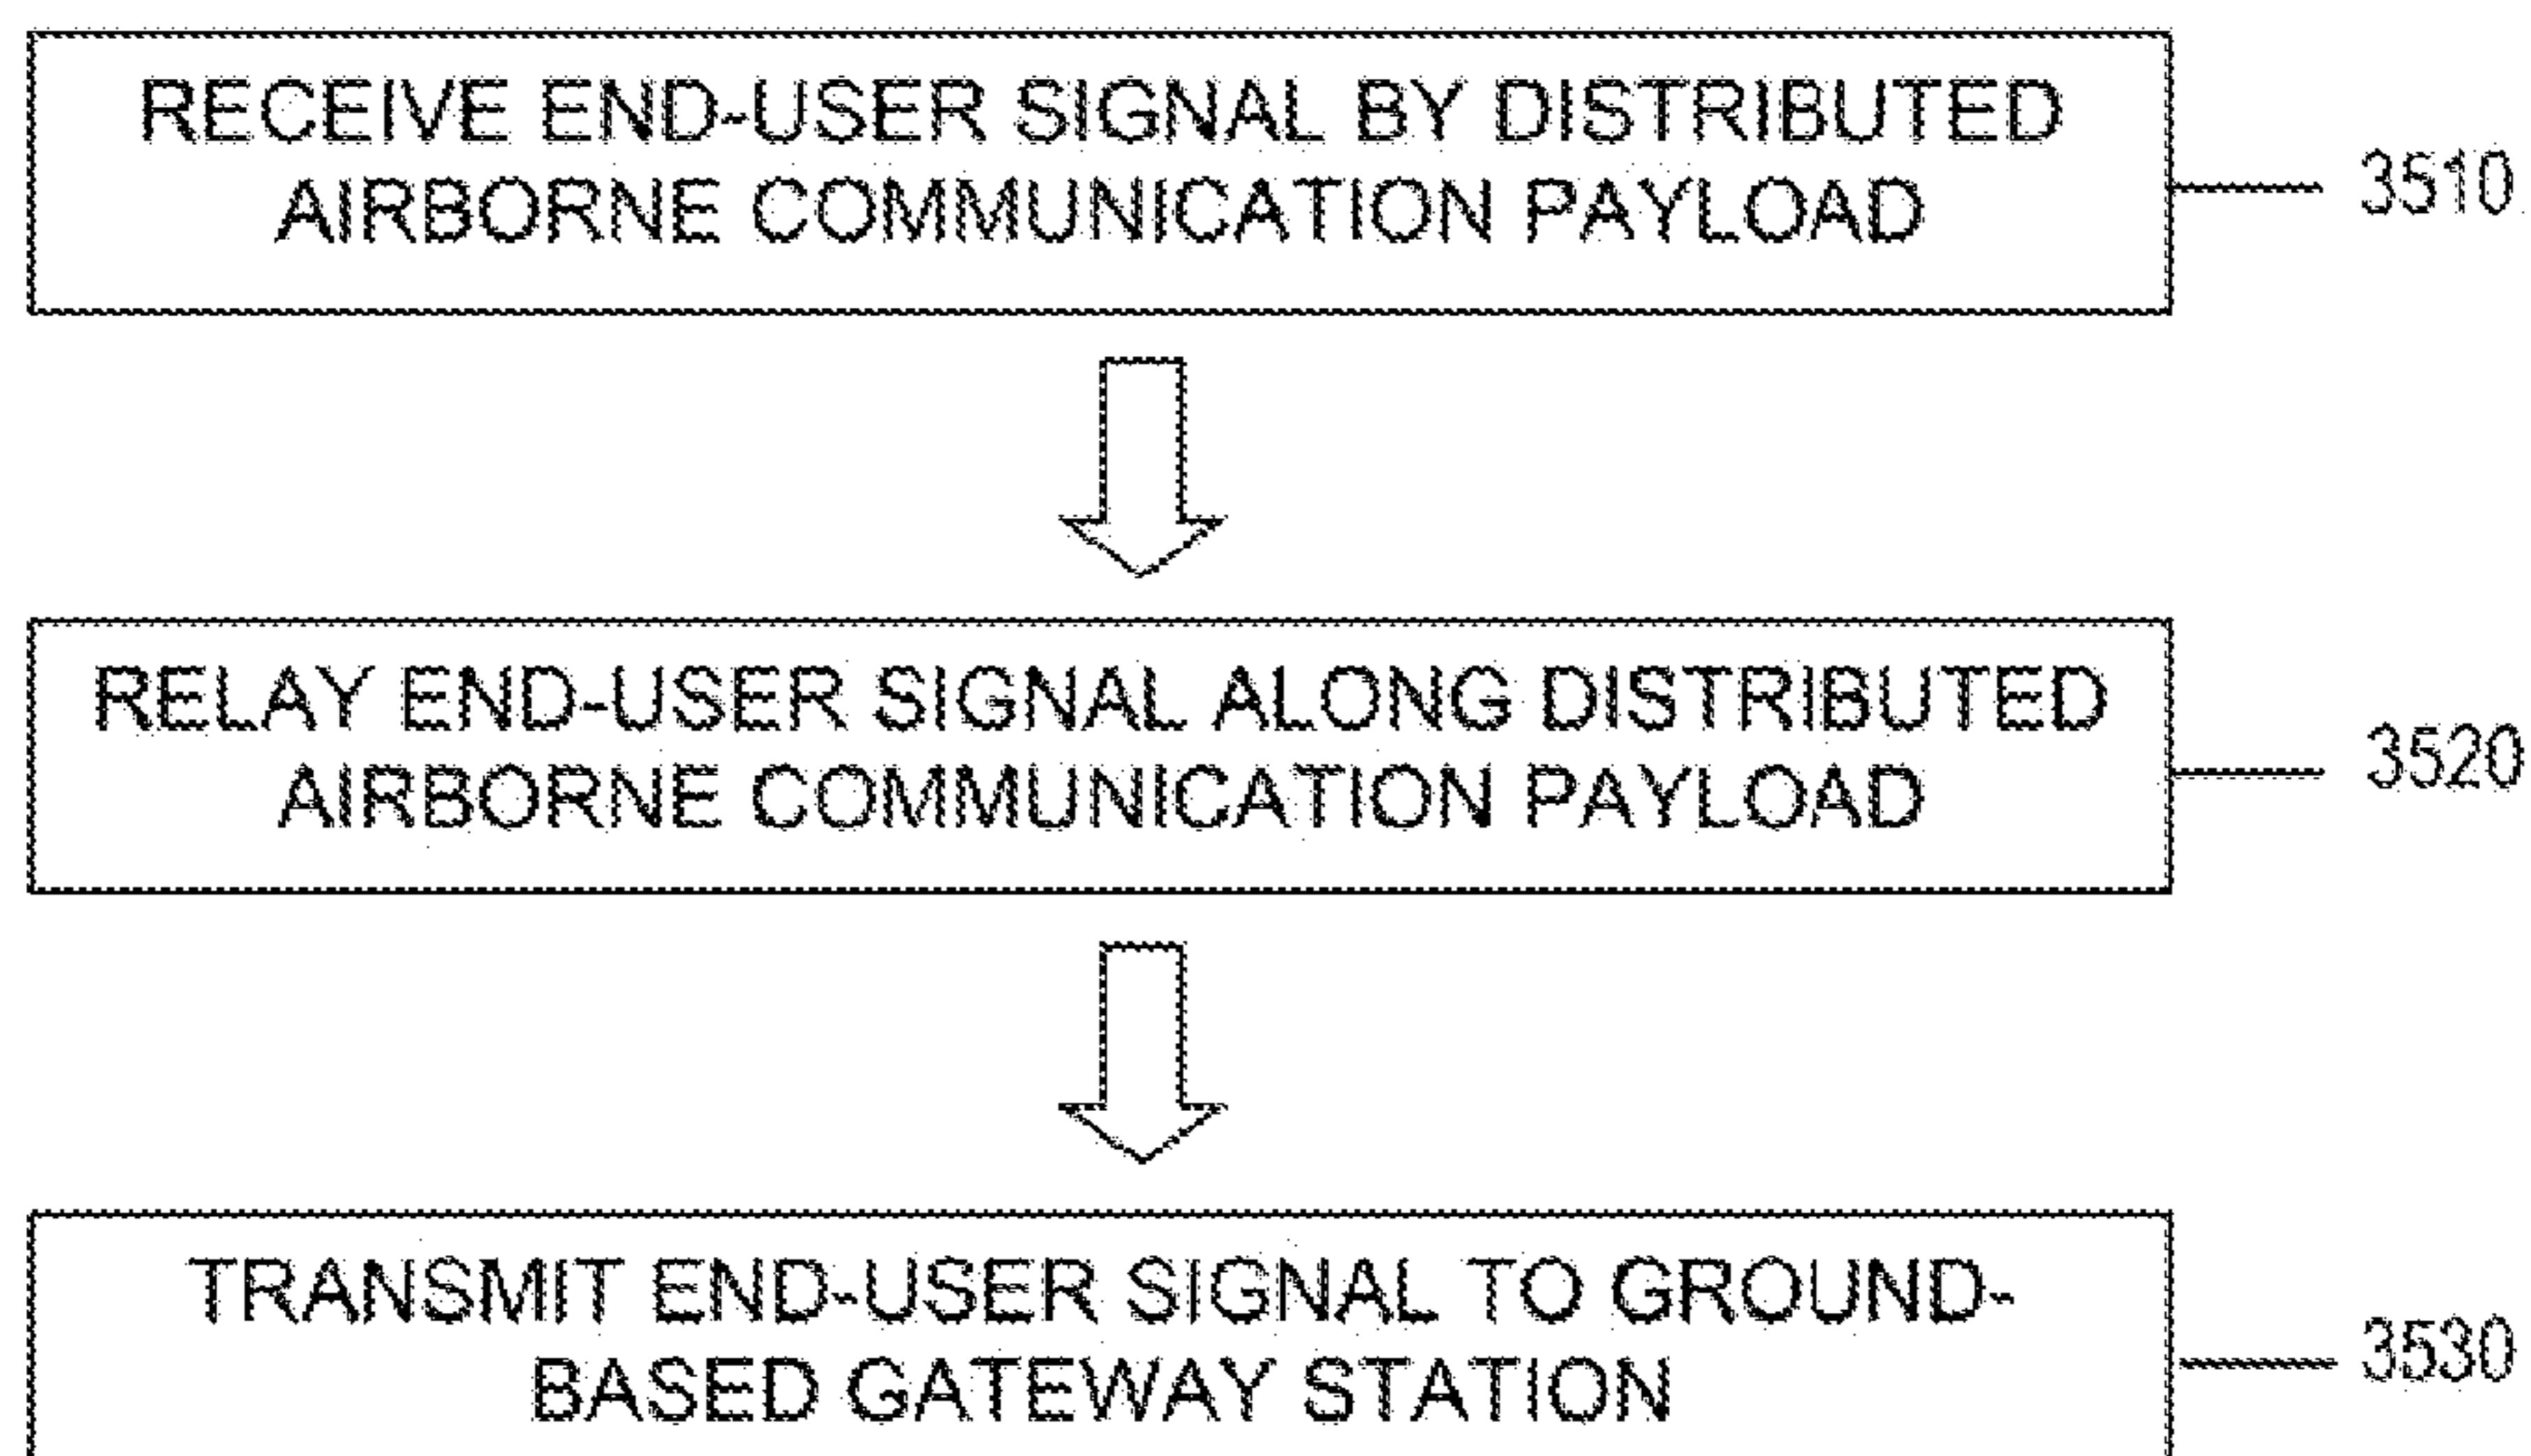 RECEIVE END-USER SIGNAL BY DISTRIBUTED
AIRBORNE COMMUNICATION PAYLOAD
3510
RELAY END-USER SIGNAL ALONG DISTRIBUTED
AIRBORNE COMMUNICATION PAYLOAD
3520
TRANSMIT END-USER SIGNAL TO GROUND-
BASED GATEWAY STATION
3530